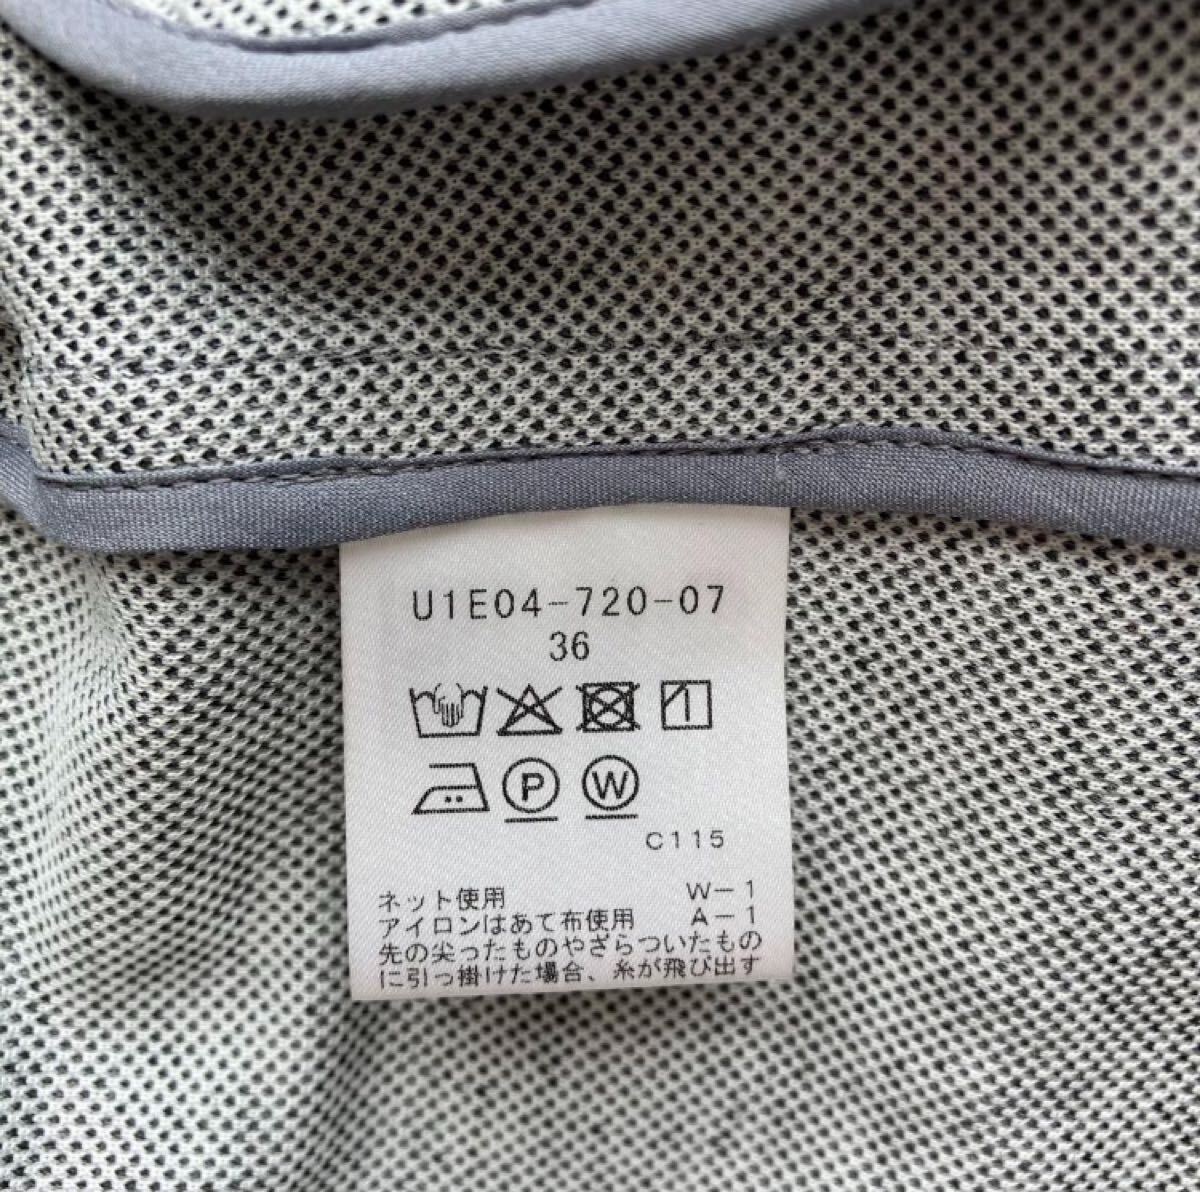 U1E04-720-07
36
P W
C115
ネット使用 W-1
アイロンはあて布使用 A-1
先の尖ったものやざらついたもの
に引っ掛けた場合、糸が飛び出す